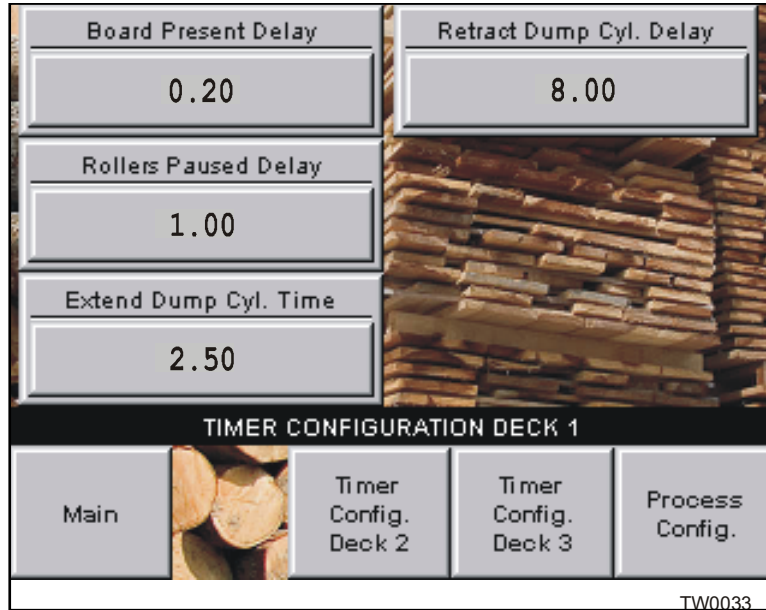 Board Present Delay
0.20
Retract Dump Cyl. Delay
8.00
Rollers Paused Delay
1.00
Extend Dump Cyl. Time
2.50
TIMER CONFIGURATION DECK 1
Main
Timer
Config.
Deck 2
Timer
Config.
Deck 3
Process
Config.
TW0033